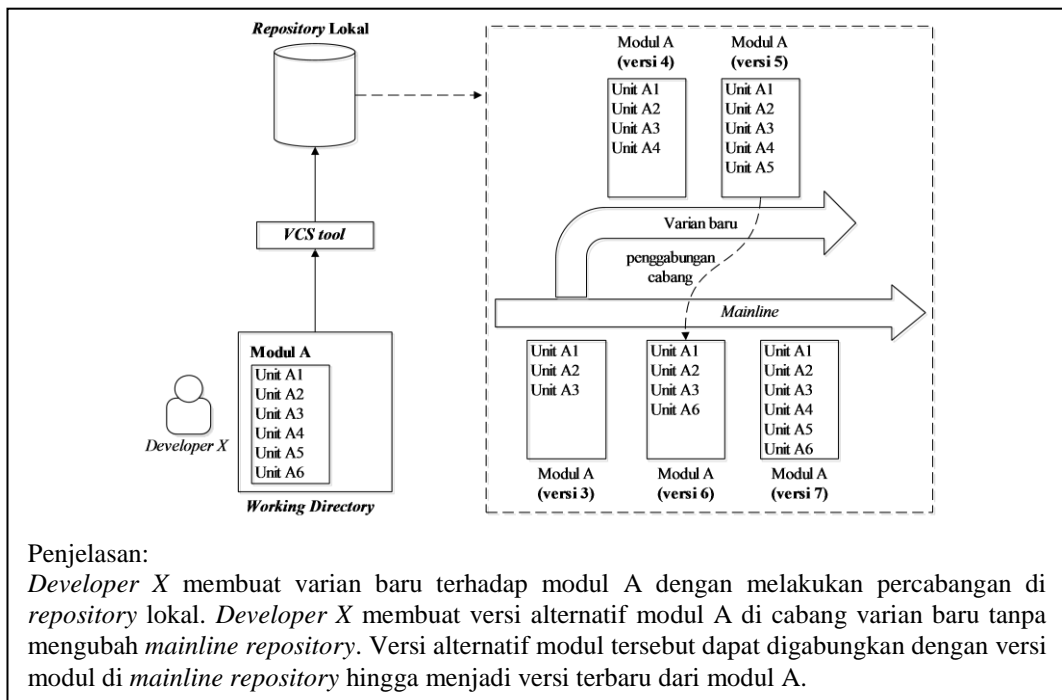 Repository Lokal
Modul A
(versi 4)
Unit A1
Unit A2
Unit A3
Unit A4
Modul A
(versi 5)
Unit A1
Unit A2
Unit A3
Unit A4
Unit A5
VCS tool
Varian baru
penggabungan
cabang
Mainline
Modul A
Unit A1
Unit A2
Unit A3
Unit A4
Unit A5
Unit A6
Developer X
Working Directory
Unit A1
Unit A2
Unit A3
Modul A
(versi 3)
Unit A1
Unit A2
Unit A3
Unit A6
Modul A
(versi 6)
Unit A1
Unit A2
Unit A3
Unit A4
Unit A5
Unit A6
Modul A
(versi 7)
Penjelasan:
Developer X membuat varian baru terhadap modul A dengan melakukan percabangan di
repository lokal. Developer X membuat versi alternatif modul A di cabang varian baru tanpa
mengubah mainline repository. Versi alternatif modul tersebut dapat digabungkan dengan versi
modul di mainline repository hingga menjadi versi terbaru dari modul A.